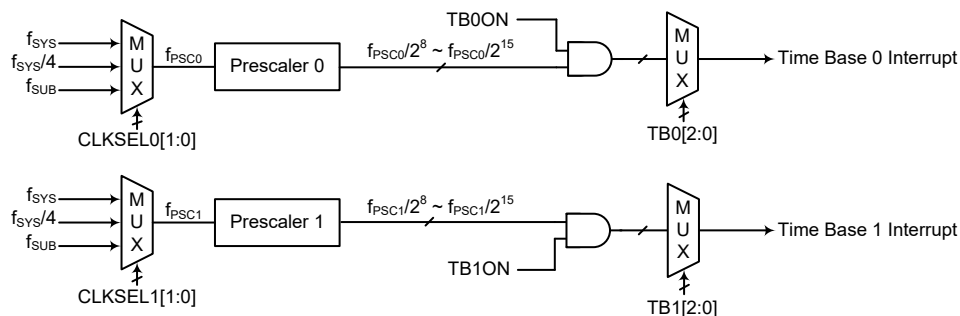 TB0ON
fSYS
fSYS/4
fSUB
M
U
X
fPSC0
Prescaler 0
fPSC0/2^8 ~ fPSC0/2^15
M
U
X
Time Base 0 Interrupt
CLKSEL0[1:0]
TB0[2:0]
fSYS
fSYS/4
fSUB
M
U
X
fPSC1
Prescaler 1
fPSC1/2^8 ~ fPSC1/2^15
M
U
X
Time Base 1 Interrupt
TB1ON
CLKSEL1[1:0]
TB1[2:0]